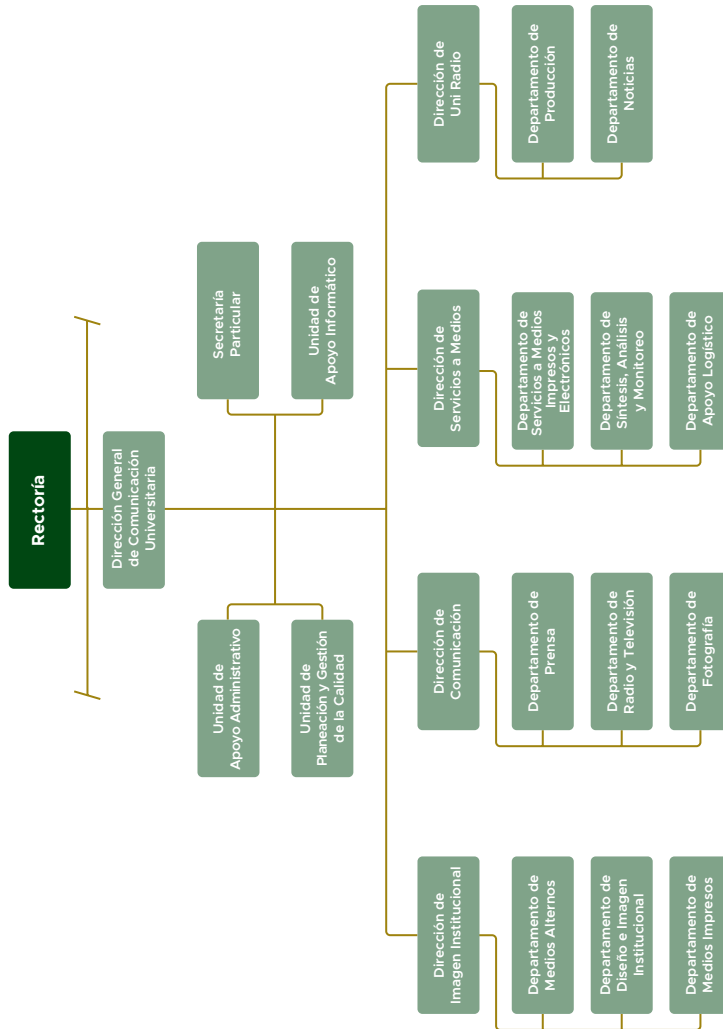 Rectoría
Dirección General
de Comunicación
Universitaria
Unidad de
Apoyo Administrativo
Secretaría
Particular
Unidad de
Planeación y Gestión
de la Calidad
Unidad de
Apoyo Informático
Dirección de
Imagen Institucional
Dirección de
Comunicación
Dirección de
Servicios a Medios
Dirección de
Uni Radio
Departamento de
Medios Alternos
Departamento de
Prensa
Departamento de
Servicios a Medios
Impresos y
Electrónicos
Departamento de
Producción
Departamento de
Diseño e Imagen
Institucional
Departamento de
Radio y Televisión
Departamento de
Síntesis, Análisis
y Monitoreo
Departamento de
Noticias
Departamento de
Medios Impresos
Departamento de
Fotografía
Departamento de
Apoyo Logístico